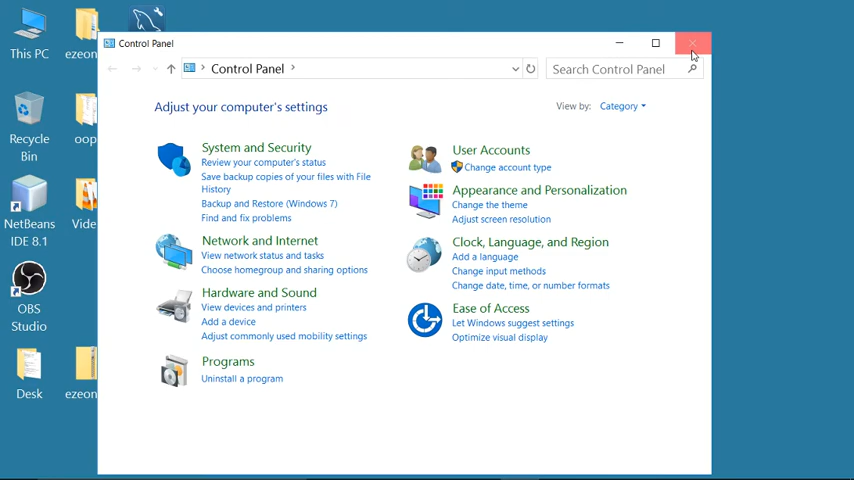 This PC
ezeon
Recycle
Bin
oop
NetBeans
IDE 8.1
Vide
OBS
Studio
Desk
ezeon
Control Panel
Control Panel
Search Control Panel
Adjust your computer's settings
View by: Category
System and Security
Review your computer's status
Save backup copies of your files with File
History
Backup and Restore (Windows 7)
Find and fix problems
Network and Internet
View network status and tasks
Choose homegroup and sharing options
Hardware and Sound
View devices and printers
Add a device
Adjust commonly used mobility settings
Programs
Uninstall a program
User Accounts
Change account type
Appearance and Personalization
Change the theme
Adjust screen resolution
Clock, Language, and Region
Add a language
Change input methods
Change date, time, or number formats
Ease of Access
Let Windows suggest settings
Optimize visual display